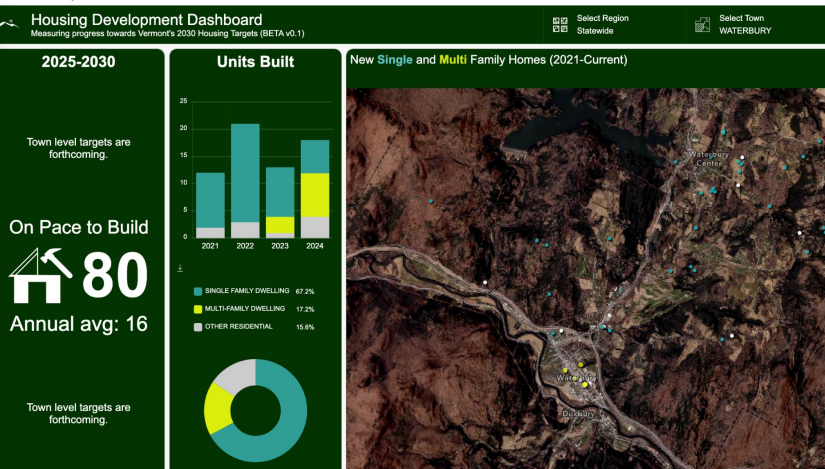 Housing Development Dashboard
Measuring progress towards Vermont's 2030 Housing Targets (BETA v0.1)
Select Region
Statewide
Select Town
WATERBURY
2025-2030
Town level targets are
forthcoming.
On Pace to Build
80
Annual avg: 16
Town level targets are
forthcoming.
Units Built
25
20
15
10
5
0
2021 2022 2023 2024
SINGLE FAMILY DWELLING 67.2%
MULTI-FAMILY DWELLING 17.2%
OTHER RESIDENTIAL 15.6%
New Single and Multi Family Homes (2021-Current)
Waterbury
Center
Waterbury
Duxbury